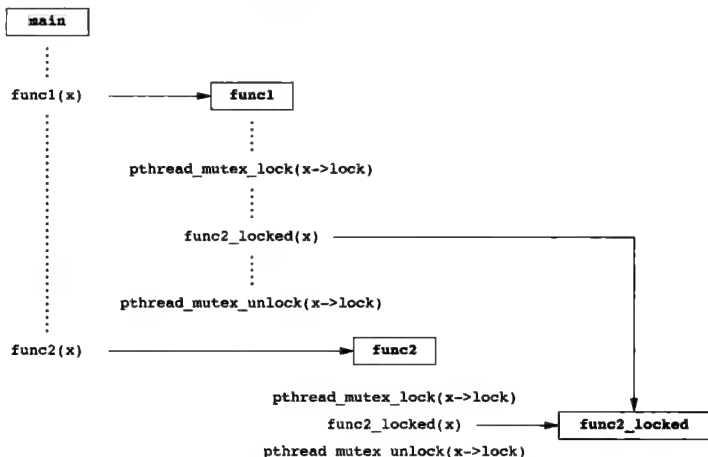 main
func1(x) func1
pthread_mutex_lock(x->lock)
func2_locked(x)
pthread_mutex_unlock(x->lock)
func2(x) func2
pthread_mutex_lock(x->lock)
func2_locked(x) func2_locked
pthread_mutex_unlock(x->lock)